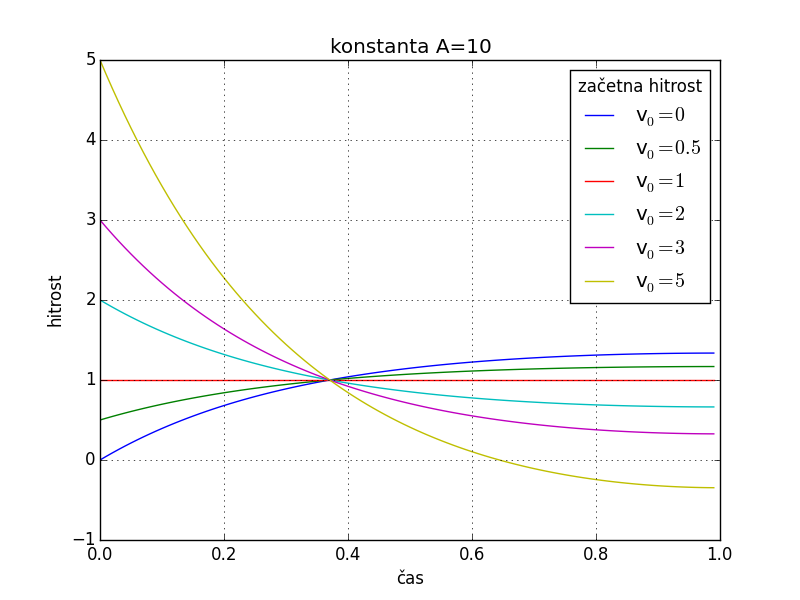 konstanta A=10
začetna hitrost
v₀ = 0
v₀ = 0.5
v₀ = 1
v₀ = 2
v₀ = 3
v₀ = 5
hitrost
5
4
3
2
1
0
−1
0.0 0.2 0.4 0.6 0.8 1.0
čas